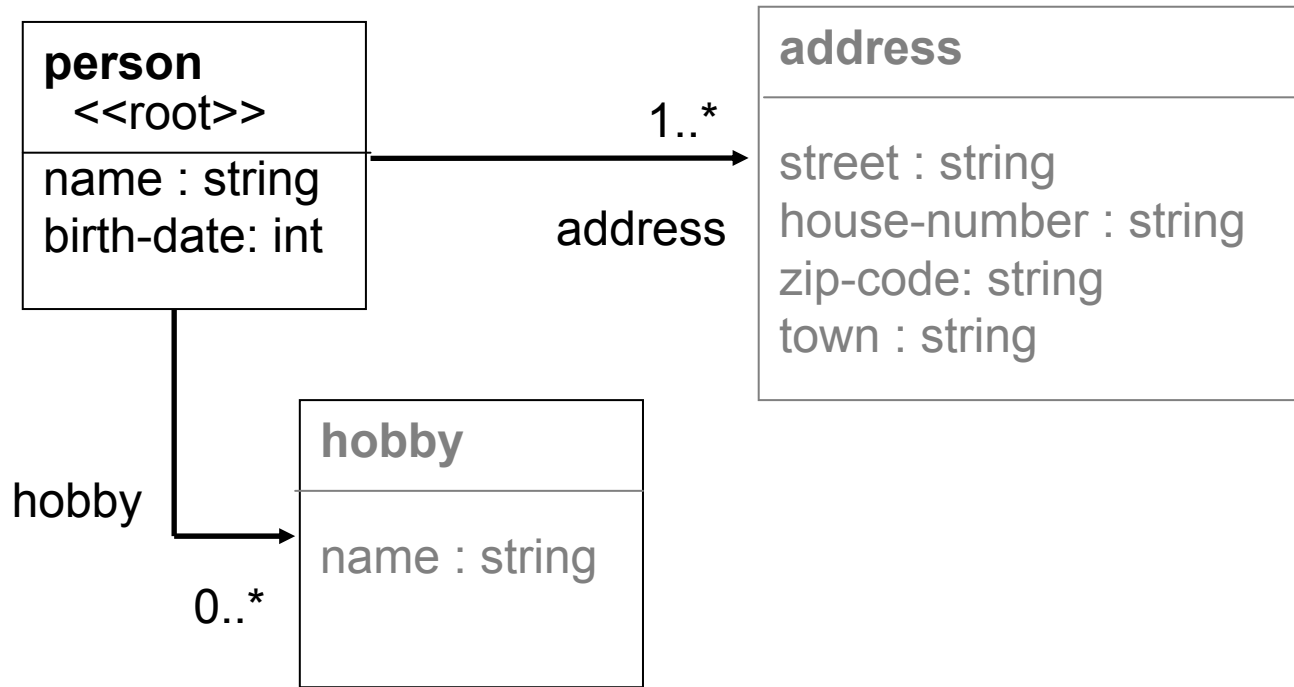 person
<<root>>
name : string
birth-date: int
1..*
address
address
street : string
house-number : string
zip-code: string
town : string
hobby
0..*
hobby
name : string